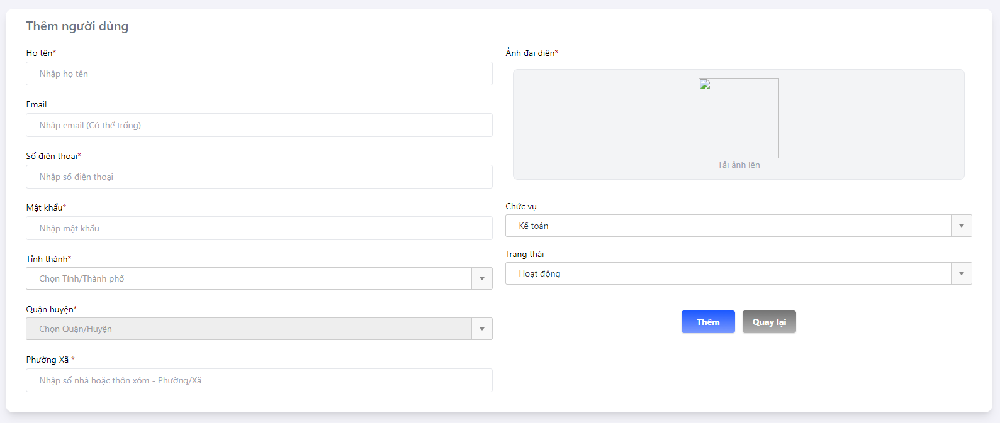 Thêm người dùng
Họ tên*
Nhập họ tên
Email
Nhập email (Có thể trống)
Số điện thoại*
Nhập số điện thoại
Mật khẩu*
Nhập mật khẩu
Tỉnh thành*
Chọn Tỉnh/Thành phố
Quận huyện*
Chọn Quận/Huyện
Phường Xã *
Nhập số nhà hoặc thôn xóm - Phường/Xã
Ảnh đại diện*
Tải ảnh lên
Chức vụ
Kế toán
Trạng thái
Hoạt động
Thêm
Quay lại